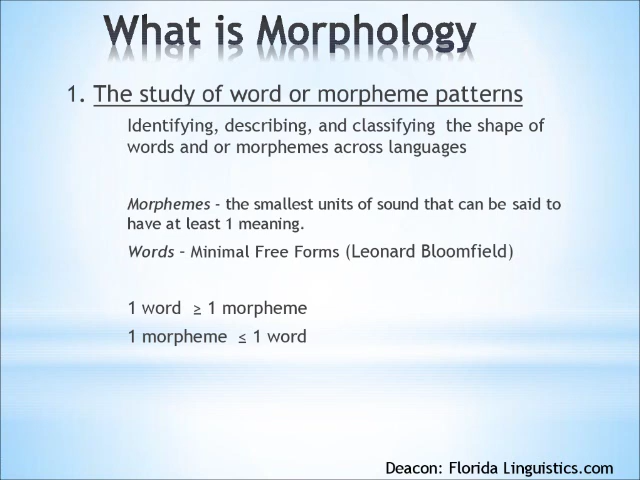 What is Morphology
1. The study of word or morpheme patterns
Identifying, describing, and classifying the shape of
words and or morphemes across languages
Morphemes - the smallest units of sound that can be said to
have at least 1 meaning.
Words – Minimal Free Forms (Leonard Bloomfield)
1 word ≥ 1 morpheme
1 morpheme ≤ 1 word
Deacon: Florida Linguistics.com